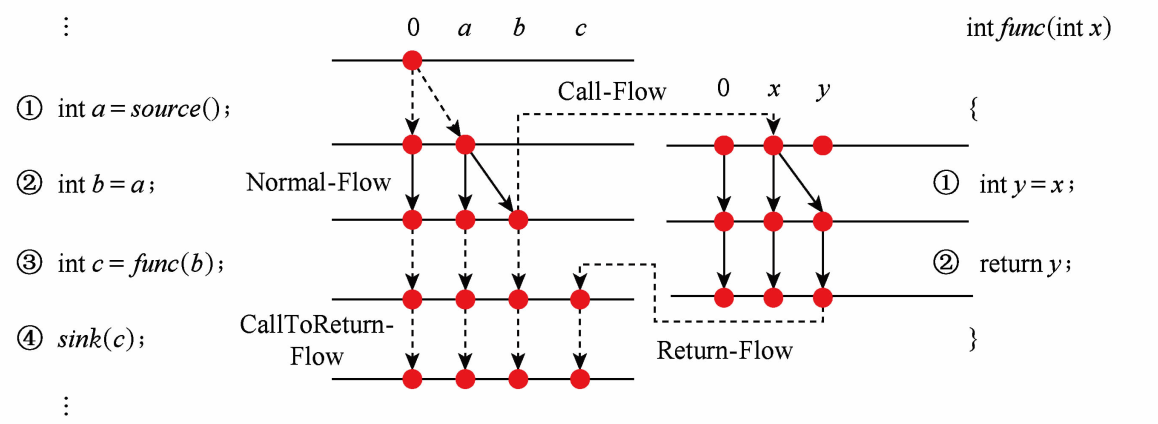 ⋮
0 a b c
int func(int x)
① int a = source();
Call-Flow
0 x y
{
② int b = a;
Normal-Flow
① int y = x;
③ int c = func(b);
② return y;
④ sink(c);
CallToReturn-
Flow
Return-Flow
}
⋮